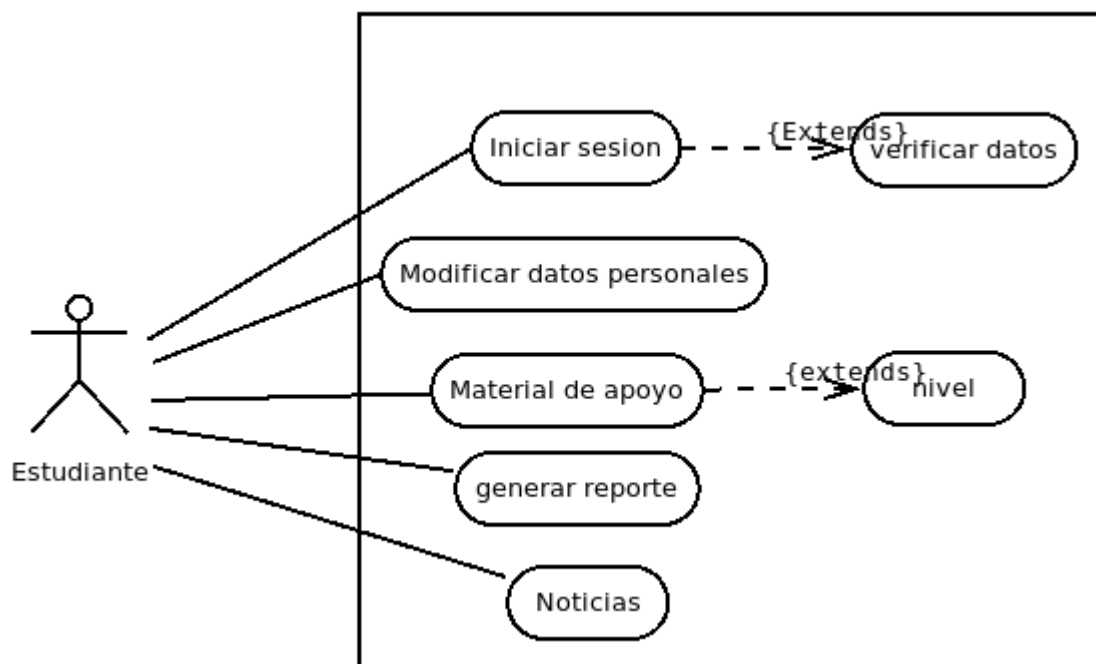 {Extends}
Iniciar sesion
verificar datos
Modificar datos personales
{extends}
Material de apoyo
nivel
Estudiante
generar reporte
Noticias